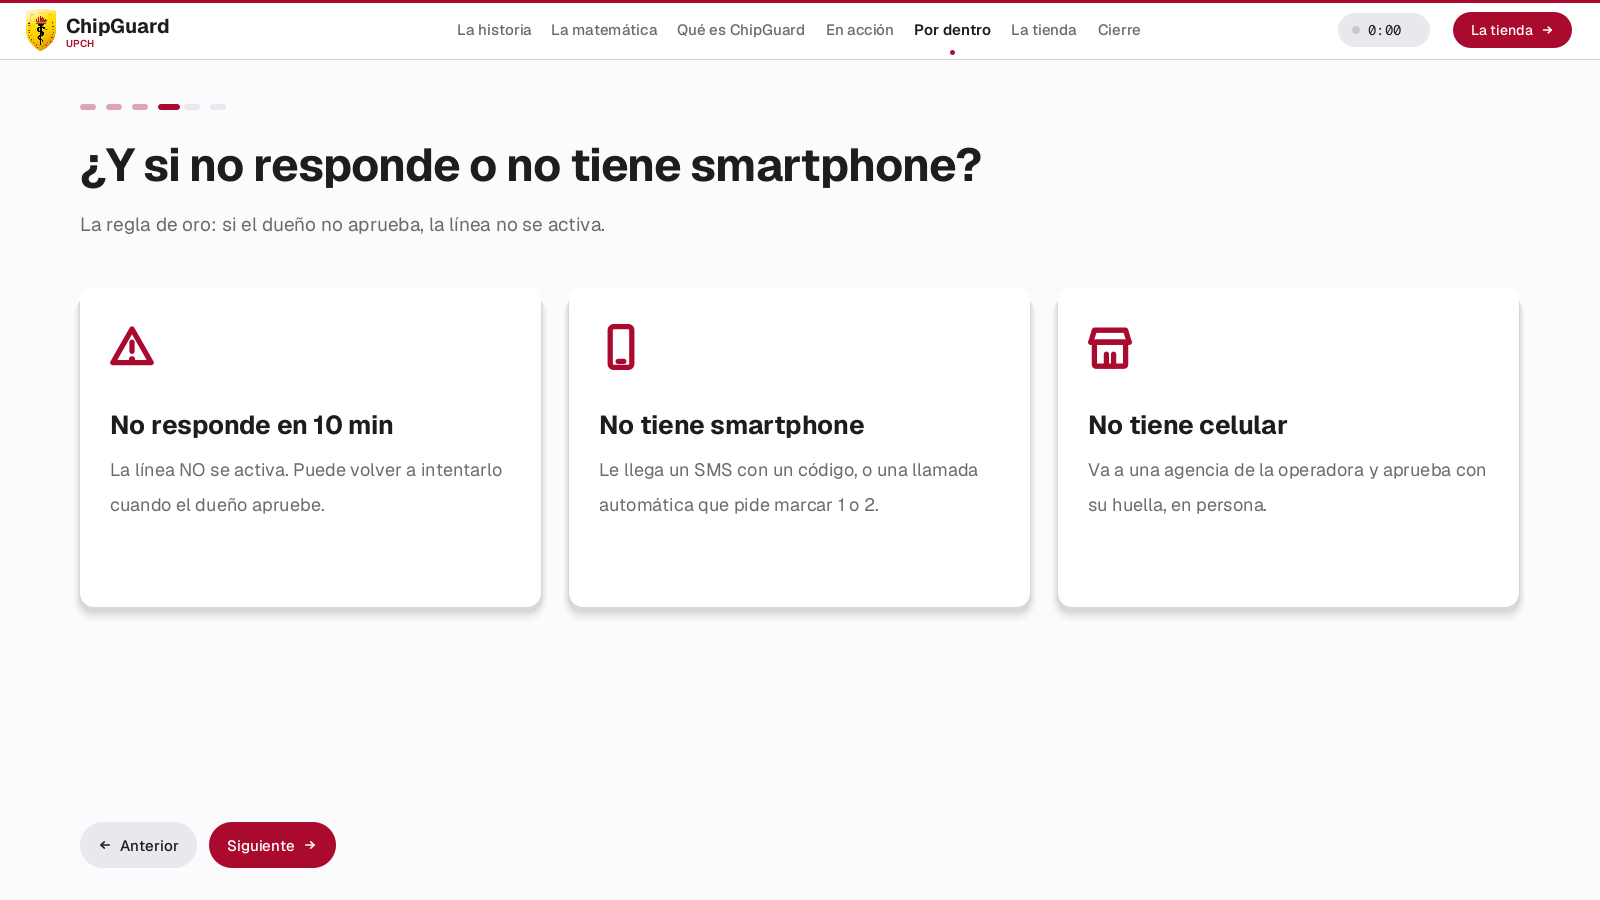 ChipGuard
UPCH
La historia
La matemática
Qué es ChipGuard
En acción
Por dentro
La tienda
Cierre
0:00
La tienda →
¿Y si no responde o no tiene smartphone?
La regla de oro: si el dueño no aprueba, la línea no se activa.
No responde en 10 min
La línea NO se activa. Puede volver a intentarlo
cuando el dueño apruebe.
No tiene smartphone
Le llega un SMS con un código, o una llamada
automática que pide marcar 1 o 2.
No tiene celular
Va a una agencia de la operadora y aprueba con
su huella, en persona.
← Anterior
Siguiente →